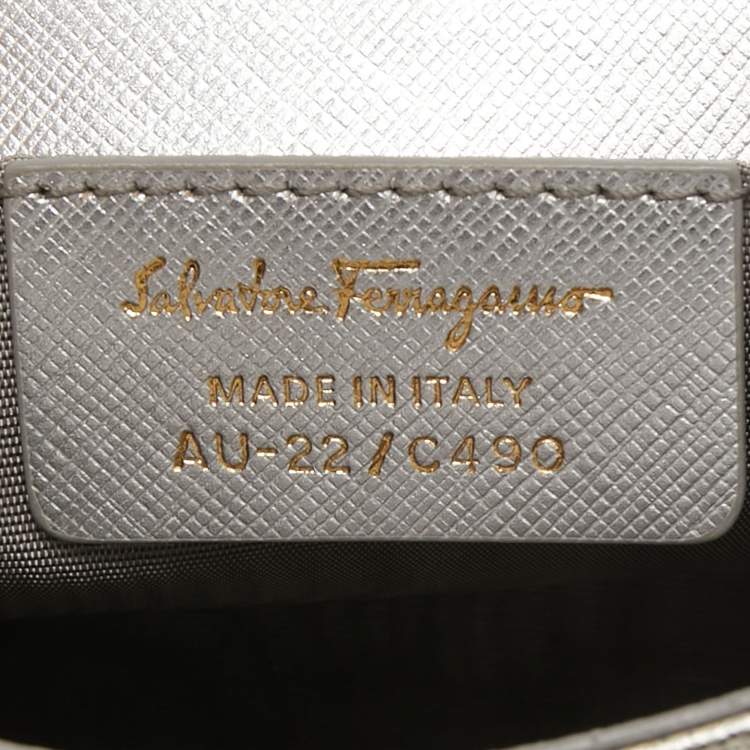 Salvatore Ferragamo
MADE IN ITALY
AU-22/C490